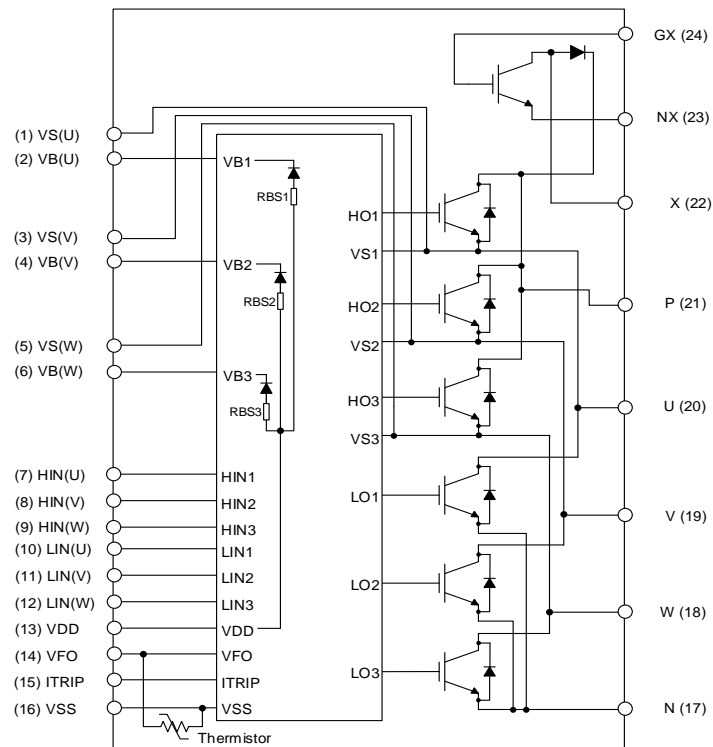 GX (24)
NX (23)
X (22)
P (21)
U (20)
V (19)
W (18)
N (17)
(1) VS(U)
(2) VB(U)
(3) VS(V)
(4) VB(V)
(5) VS(W)
(6) VB(W)
(7) HIN(U)
(8) HIN(V)
(9) HIN(W)
(10) LIN(U)
(11) LIN(V)
(12) LIN(W)
(13) VDD
(14) VFO
(15) ITRIP
(16) VSS
VB1
RBS1
VB2
RBS2
VB3
RBS3
HIN1
HIN2
HIN3
LIN1
LIN2
LIN3
VDD
VFO
ITRIP
VSS
Thermistor
HO1
VS1
HO2
VS2
HO3
VS3
LO1
LO2
LO3